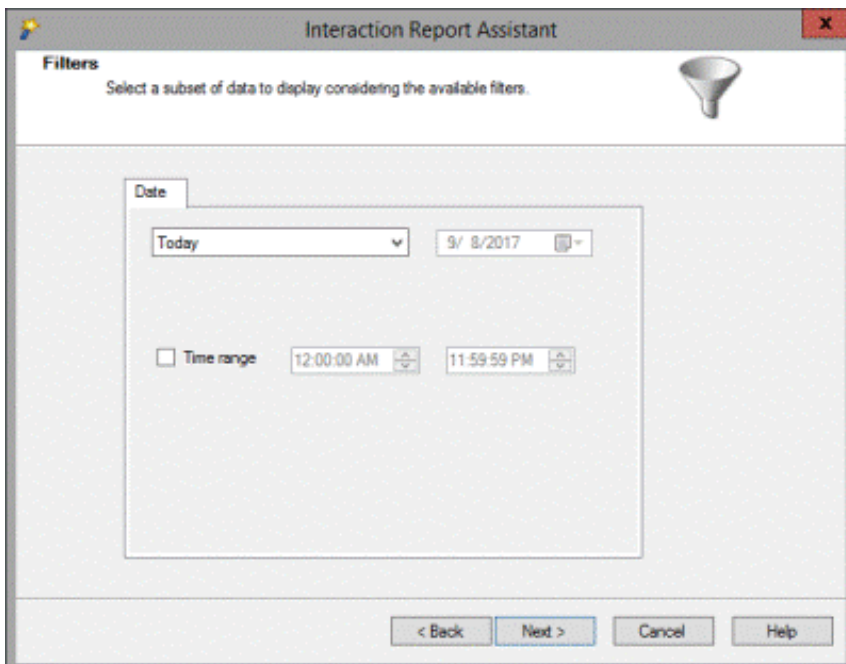 Interaction Report Assistant
x
Filters
Select a subset of data to display considering the available filters.
Date
Today 9/ 8/2017
Time range 12:00:00 AM 11:59:59 PM
< Back Next > Cancel Help